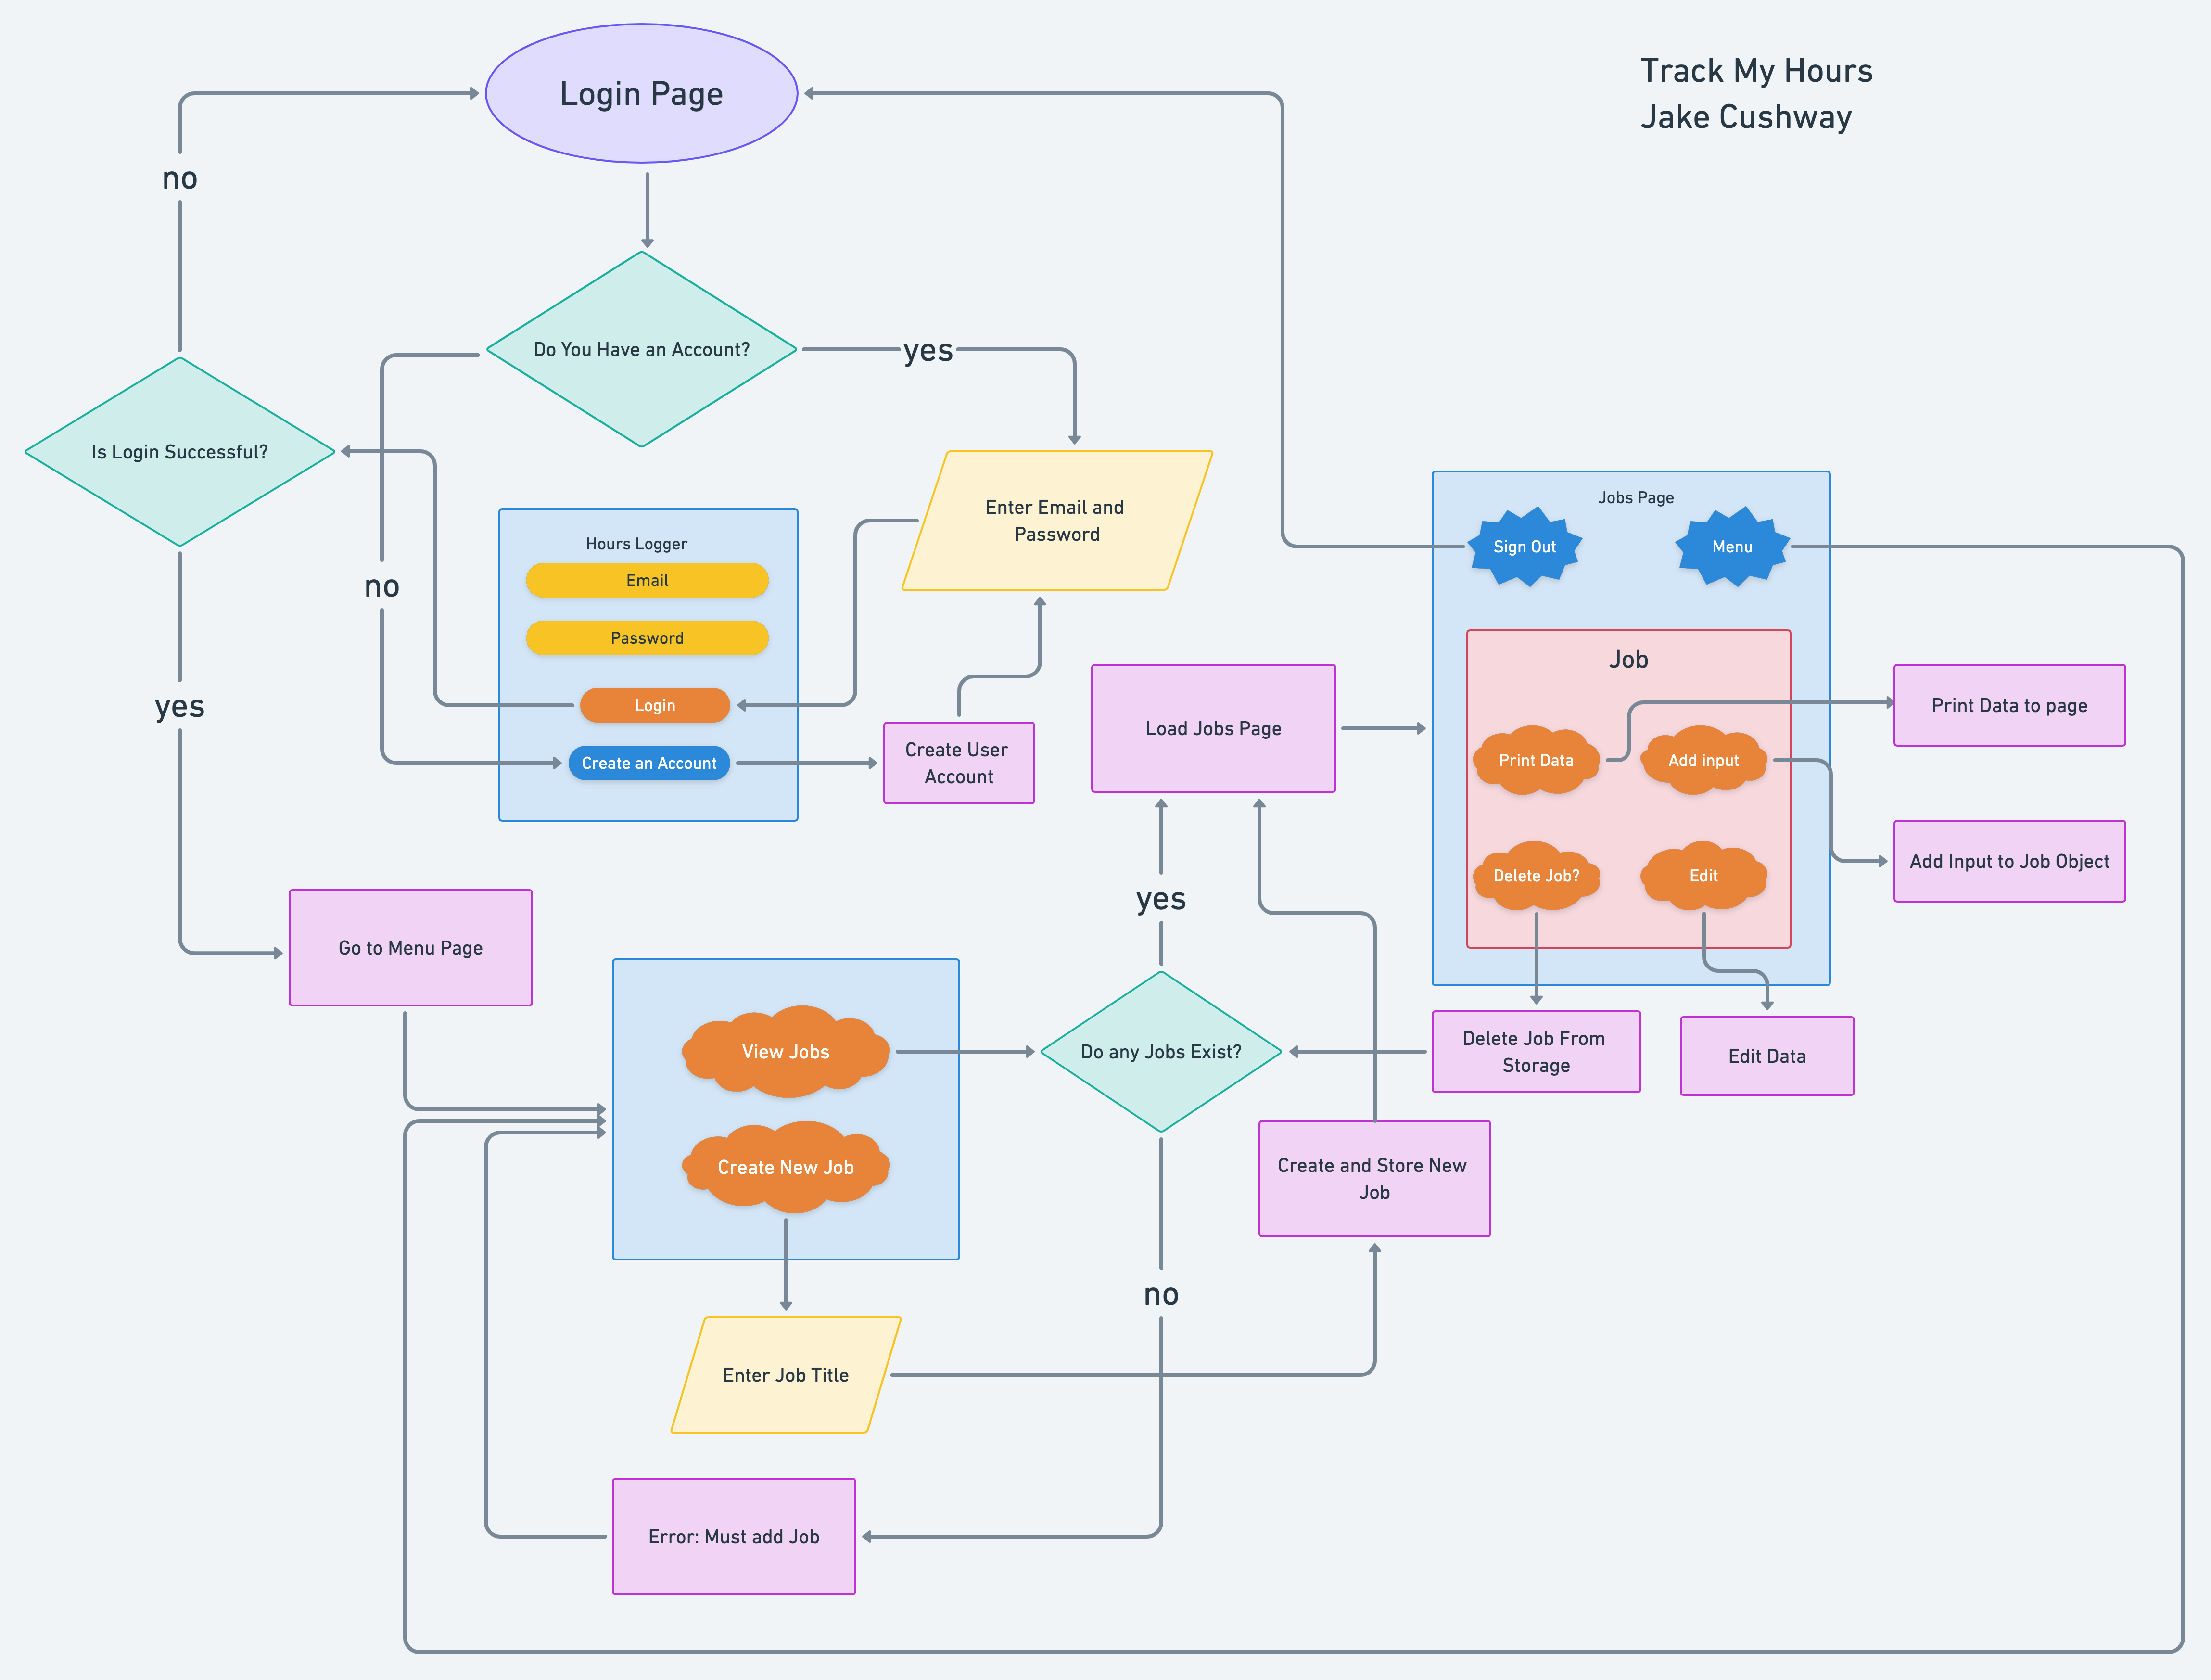 Track My Hours
Jake Cushway
Login Page
no
Do You Have an Account?
yes
Is Login Successful?
Enter Email and
Password
Hours Logger
Email
Password
Login
Create an Account
no
yes
Create User
Account
Load Jobs Page
Jobs Page
Sign Out
Menu
Job
Print Data
Add input
Delete Job?
Edit
Print Data to page
Add Input to Job Object
yes
Go to Menu Page
View Jobs
Create New Job
Do any Jobs Exist?
Delete Job From
Storage
Edit Data
Create and Store New
Job
no
Enter Job Title
Error: Must add Job